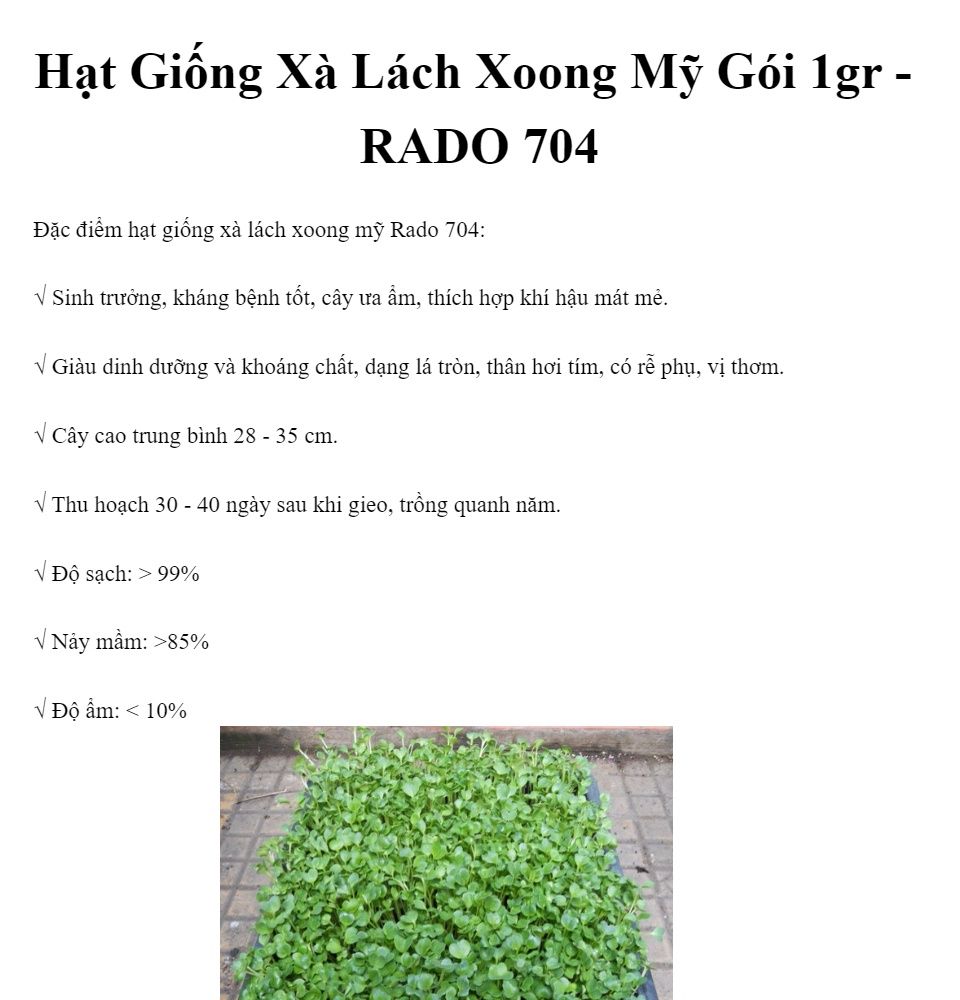 Hạt Giống Xà Lách Xoong Mỹ Gói 1gr -
RADO 704
Đặc điểm hạt giống xà lách xoong mỹ Rado 704:
√ Sinh trưởng, kháng bệnh tốt, cây ưa ẩm, thích hợp khí hậu mát mẻ.
√ Giàu dinh dưỡng và khoáng chất, dạng lá tròn, thân hơi tím, có rễ phụ, vị thơm.
√ Cây cao trung bình 28 - 35 cm.
√ Thu hoạch 30 - 40 ngày sau khi gieo, trồng quanh năm.
√ Độ sạch: > 99%
√ Nảy mầm: >85%
√ Độ ẩm: < 10%